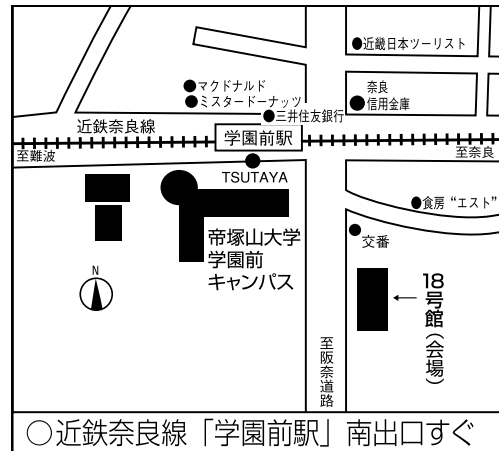 近畿日本ツーリスト
マクドナルド
ミスタードーナッツ
奈良
信用金庫
三井住友銀行
近鉄奈良線
学園前駅
至難波
至奈良
TSUTAYA
食房“エスト”
帝塚山大学
学園前
キャンパス
交番
N
18号館(会場)
至阪奈道路
○近鉄奈良線「学園前駅」南出口すぐ